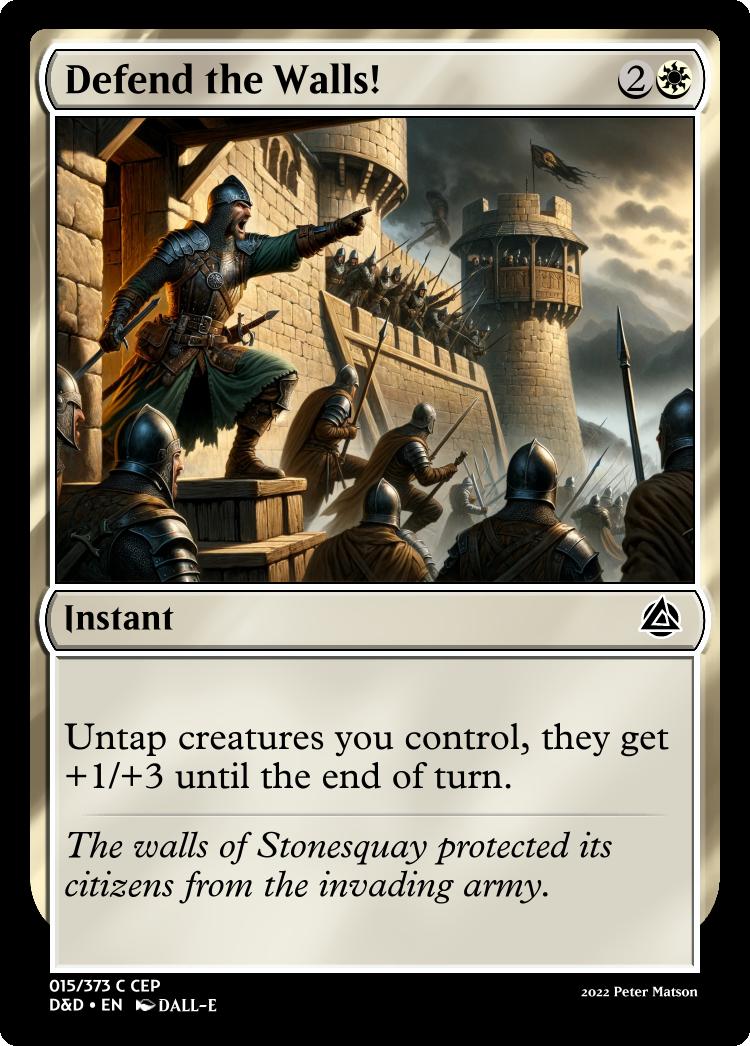 Defend the Walls! 2
Instant
Untap creatures you control, they get
+1/+3 until the end of turn.
The walls of Stonesquay protected its
citizens from the invading army.
015/373 C CEP
D&D • EN DALL-E
2022 Peter Matson